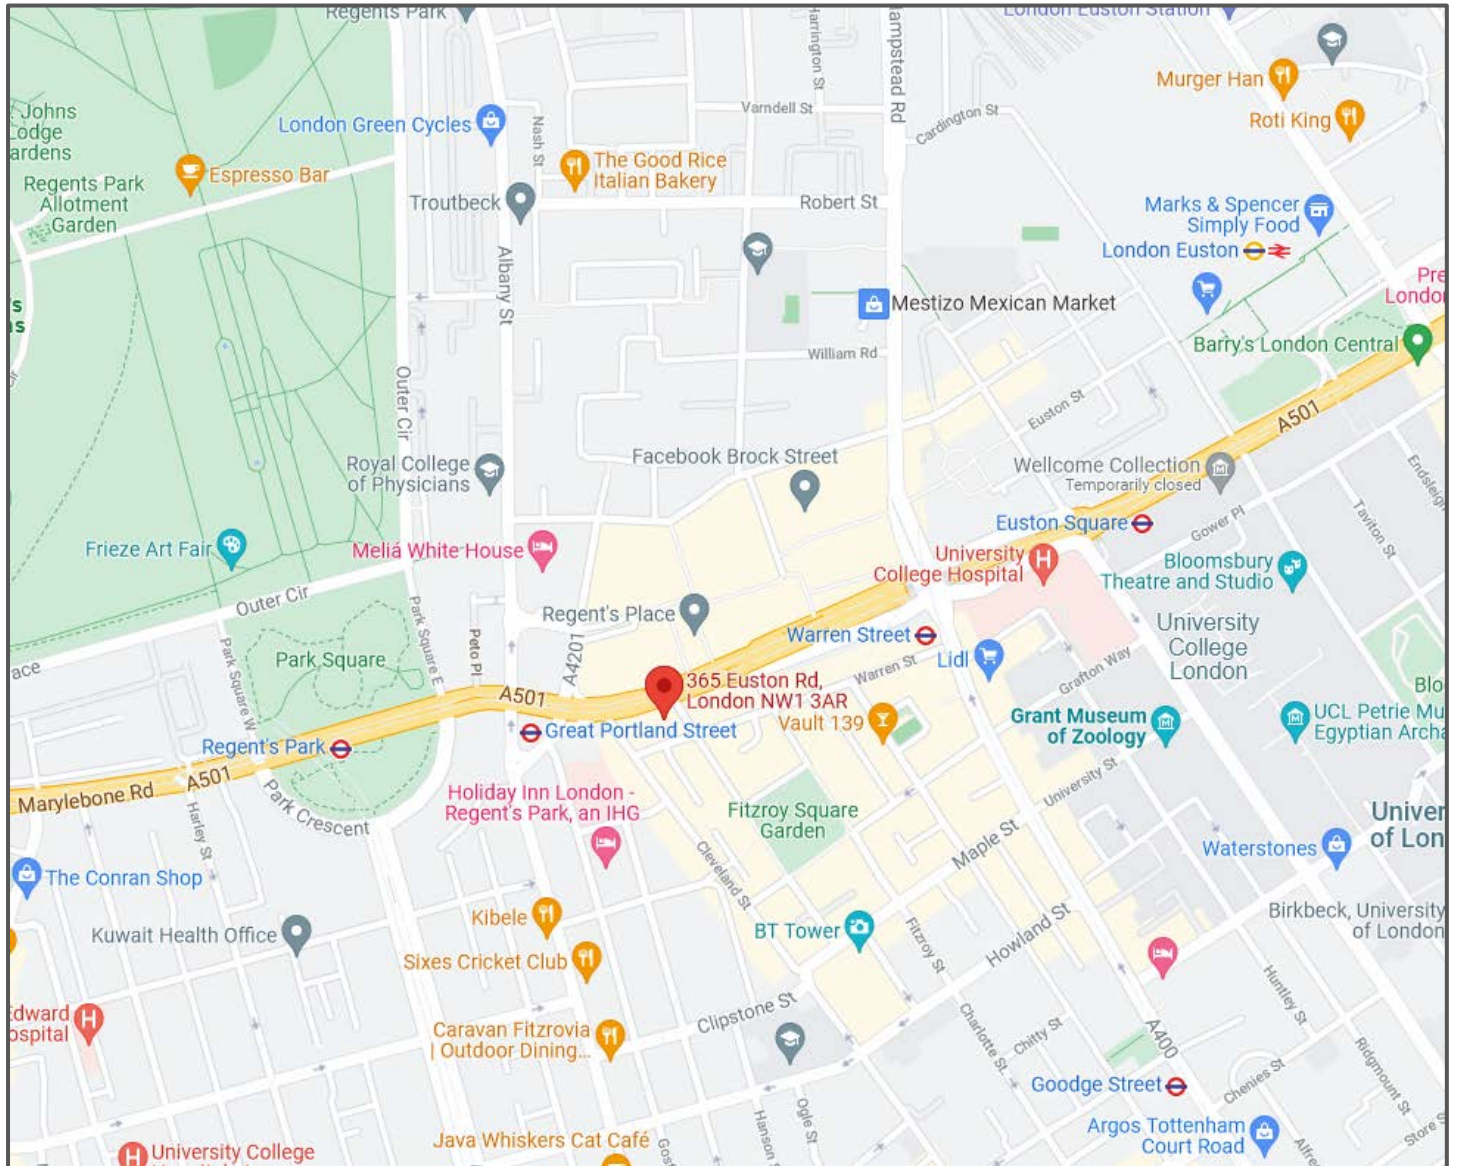 Regents Park
London Euston Station
Harrington St
Hampstead Rd
Murger Han
Johns
Lodge
ardens
London Green Cycles
Nash St
Varndell St
Cardington St
Roti King
The Good Rice
Italian Bakery
Espresso Bar
Regents Park
Allotment
Garden
Troutbeck
Robert St
Marks & Spencer
Simply Food
London Euston
Albany St
Mestizo Mexican Market
Pre
London
's
ns
William Rd
Barry's London Central
Outer Cir
Euston St
A501
Royal College
of Physicians
Facebook Brock Street
Wellcome Collection
Temporarily closed
Endsleigh
Taviton St
Euston Square
Gower Pl
Frieze Art Fair
Meliá White House
University
College Hospital
Bloomsbury
Theatre and Studio
Outer Cir
Park Square E
Regent's Place
Warren Street
University
College
London
Park Square W
Park Square
Peto Pl
A4201
Warren St
Lidl
Grafton Way
ace
365 Euston Rd,
London NW1 3AR
A501
Blo
Vault 139
Grant Museum
of Zoology
UCL Petrie Mu
Egyptian Archa
Regent's Park
Great Portland Street
A501
Marylebone Rd
Harley St
Park Crescent
Holiday Inn London -
Regent's Park, an IHG
Fitzroy Square
Garden
University St
Maple St
Univer
of Lon
Waterstones
The Conran Shop
Cleveland St
Kibele
BT Tower
Fitzroy St
Howland St
Birkbeck, University
of London
Kuwait Health Office
Sixes Cricket Club
Huntley St
Edward
ospital
Clipstone St
Caravan Fitzrovia
| Outdoor Dining...
Charlotte St
Chitty St
A400
Ridgmount St
Goodge Street
Chenies St
Hanson S
Ogle St
Argos Tottenham
Court Road
Store S
Java Whiskers Cat Café
Gosf
Alfre
University College